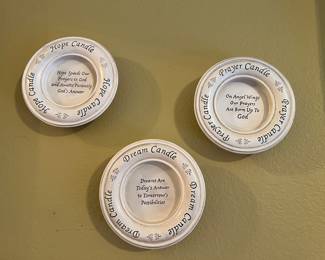 Hope Candle
Hope Candle
Hope Candle
Hope Speeds Our
Prayers to God
and Awaits Patiently
God's Answer
Prayer Candle
Prayer Candle
Prayer Candle
On Angel Wings
Our Prayers
Are Born Up To
God
Dream Candle
Dream Candle
Dream Candle
Dreams Are
Today's Answer
to Tomorrow's
Possibilities